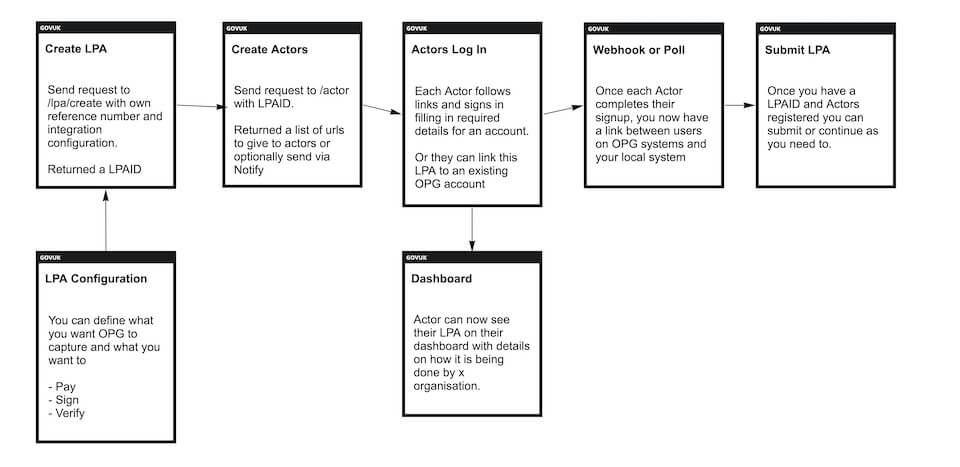 GOVUK
Create LPA
Send request to
/lpa/create with own
reference number and
integration
configuration.
Returned a LPAID
GOVUK
Create Actors
Send request to /actor
with LPAID.
Returned a list of urls
to give to actors or
optionally send via
Notify
GOVUK
Actors Log In
Each Actor follows
links and signs in
filling in required
details for an account.
Or they can link this
LPA to an existing
OPG account
GOVUK
Webhook or Poll
Once each Actor
completes their
signup, you now have
a link between users
on OPG systems and
your local system
GOVUK
Submit LPA
Once you have a
LPAID and Actors
registered you can
submit or continue as
you need to.
GOVUK
LPA Configuration
You can define what
you want OPG to
capture and what you
want to
- Pay
- Sign
- Verify
GOVUK
Dashboard
Actor can now see
their LPA on their
dashboard with details
on how it is being
done by x
organisation.